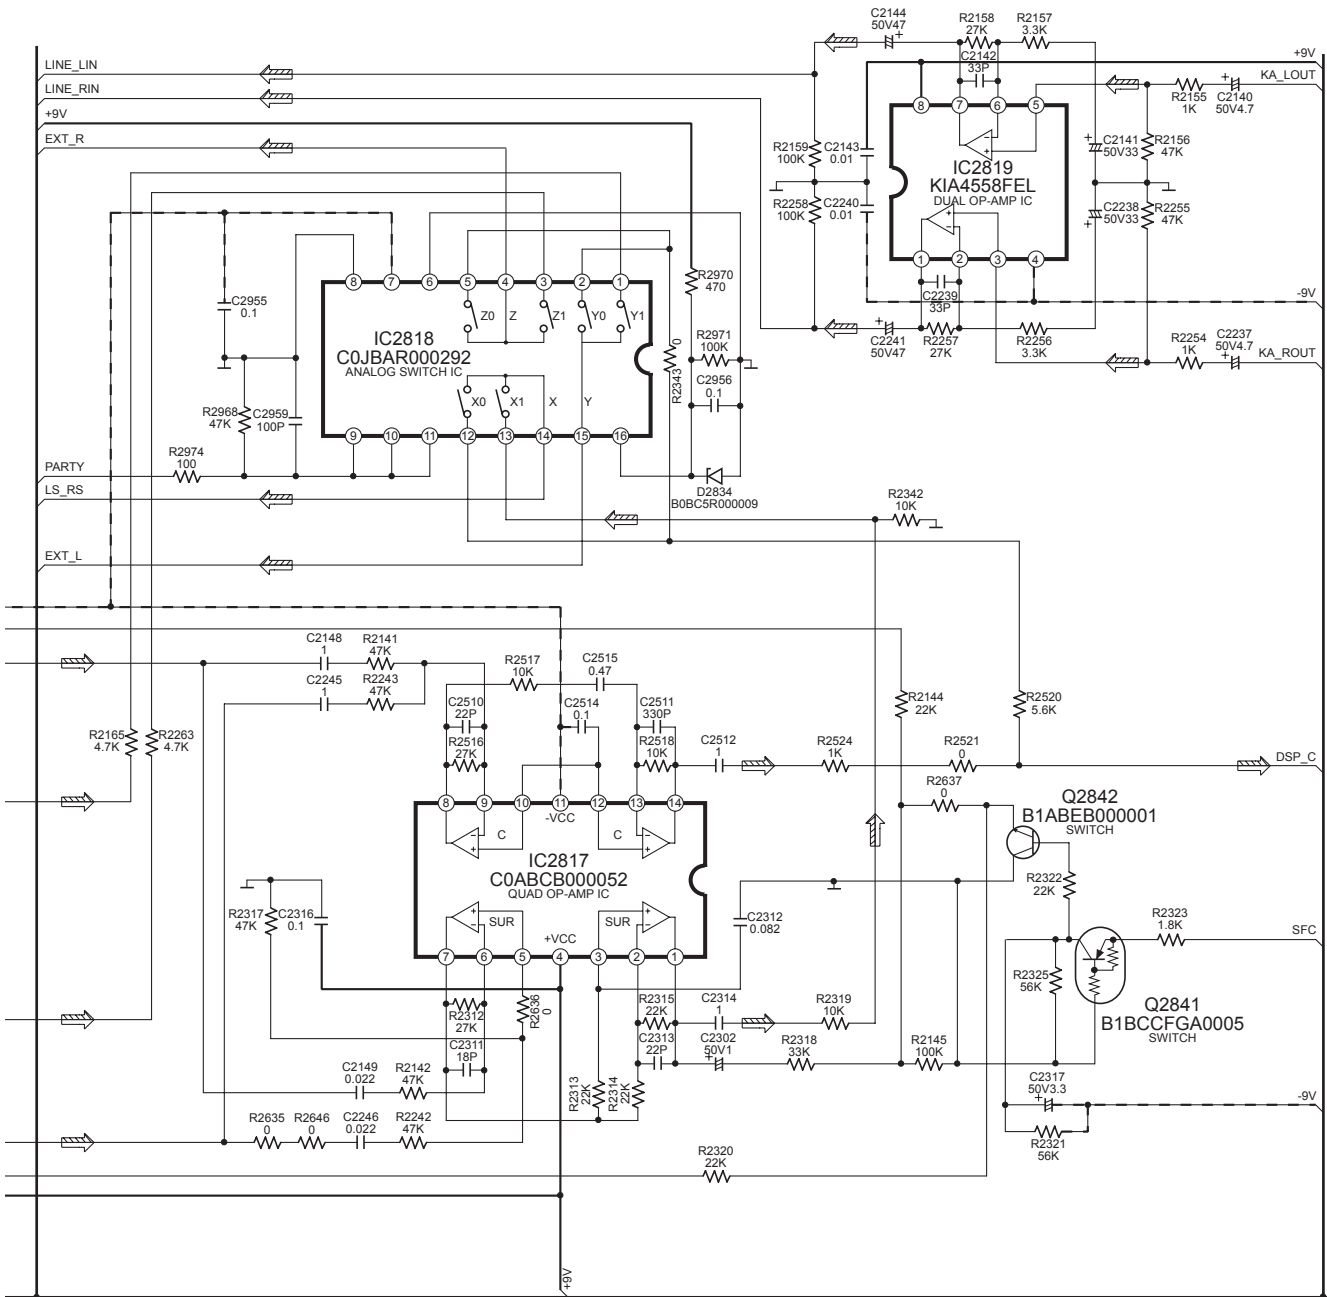 C2144
50V47
+
R2158
27K
R2157
3.3K
C2142
33P
+9V
LINE_LIN
LINE_RIN
+9V
EXT_R
KA_LOUT
R2155
1K
+
C2140
50V4.7
8
7
6
5
R2159
100K
C2143
0.01
+
C2141
50V33
R2156
47K
IC2819
KIA4558FEL
DUAL OP-AMP IC
R2258
100K
C2240
0.01
+
C2238
50V33
R2255
47K
1
2
3
4
C2239
33P
-9V
+
C2241
50V47
R2257
27K
R2256
3.3K
R2254
1K
+
C2237
50V4.7
KA_ROUT
8
7
6
5
4
3
2
1
R2970
470
C2955
0.1
Z0
Z
Z1
Y0
Y1
IC2818
C0JBAR000292
ANALOG SWITCH IC
R2343
0
R2971
100K
C2956
0.1
X0
X1
X
Y
R2968
47K
C2959
100P
9
10
11
12
13
14
15
16
R2974
100
PARTY
LS_RS
D2834
B0BC5R000009
R2342
10K
EXT_L
C2148
1
R2141
47K
C2245
1
R2243
47K
R2517
10K
C2515
0.47
C2510
22P
C2514
0.1
C2511
330P
R2144
22K
R2520
5.6K
R2165
4.7K
R2263
4.7K
R2516
27K
R2518
10K
C2512
1
R2524
1K
R2521
0
DSP_C
R2637
0
8
9
10
11
12
13
14
-VCC
C
C
Q2842
B1ABEB000001
SWITCH
IC2817
C0ABCB000052
QUAD OP-AMP IC
R2322
22K
R2317
47K
C2316
0.1
SUR
+VCC
SUR
C2312
0.082
R2323
1.8K
SFC
7
6
5
4
3
2
1
R2325
56K
R2312
27K
R2636
0
R2315
22K
C2314
1
R2319
10K
Q2841
B1BCCFGA0005
SWITCH
C2311
18P
C2313
22P
C2302
50V1
+
R2318
33K
R2145
100K
C2149
0.022
R2142
47K
R2313
22K
R2314
22K
C2317
50V3.3
+
-9V
R2635
0
R2646
0
C2246
0.022
R2242
47K
R2321
56K
R2320
22K
+9V